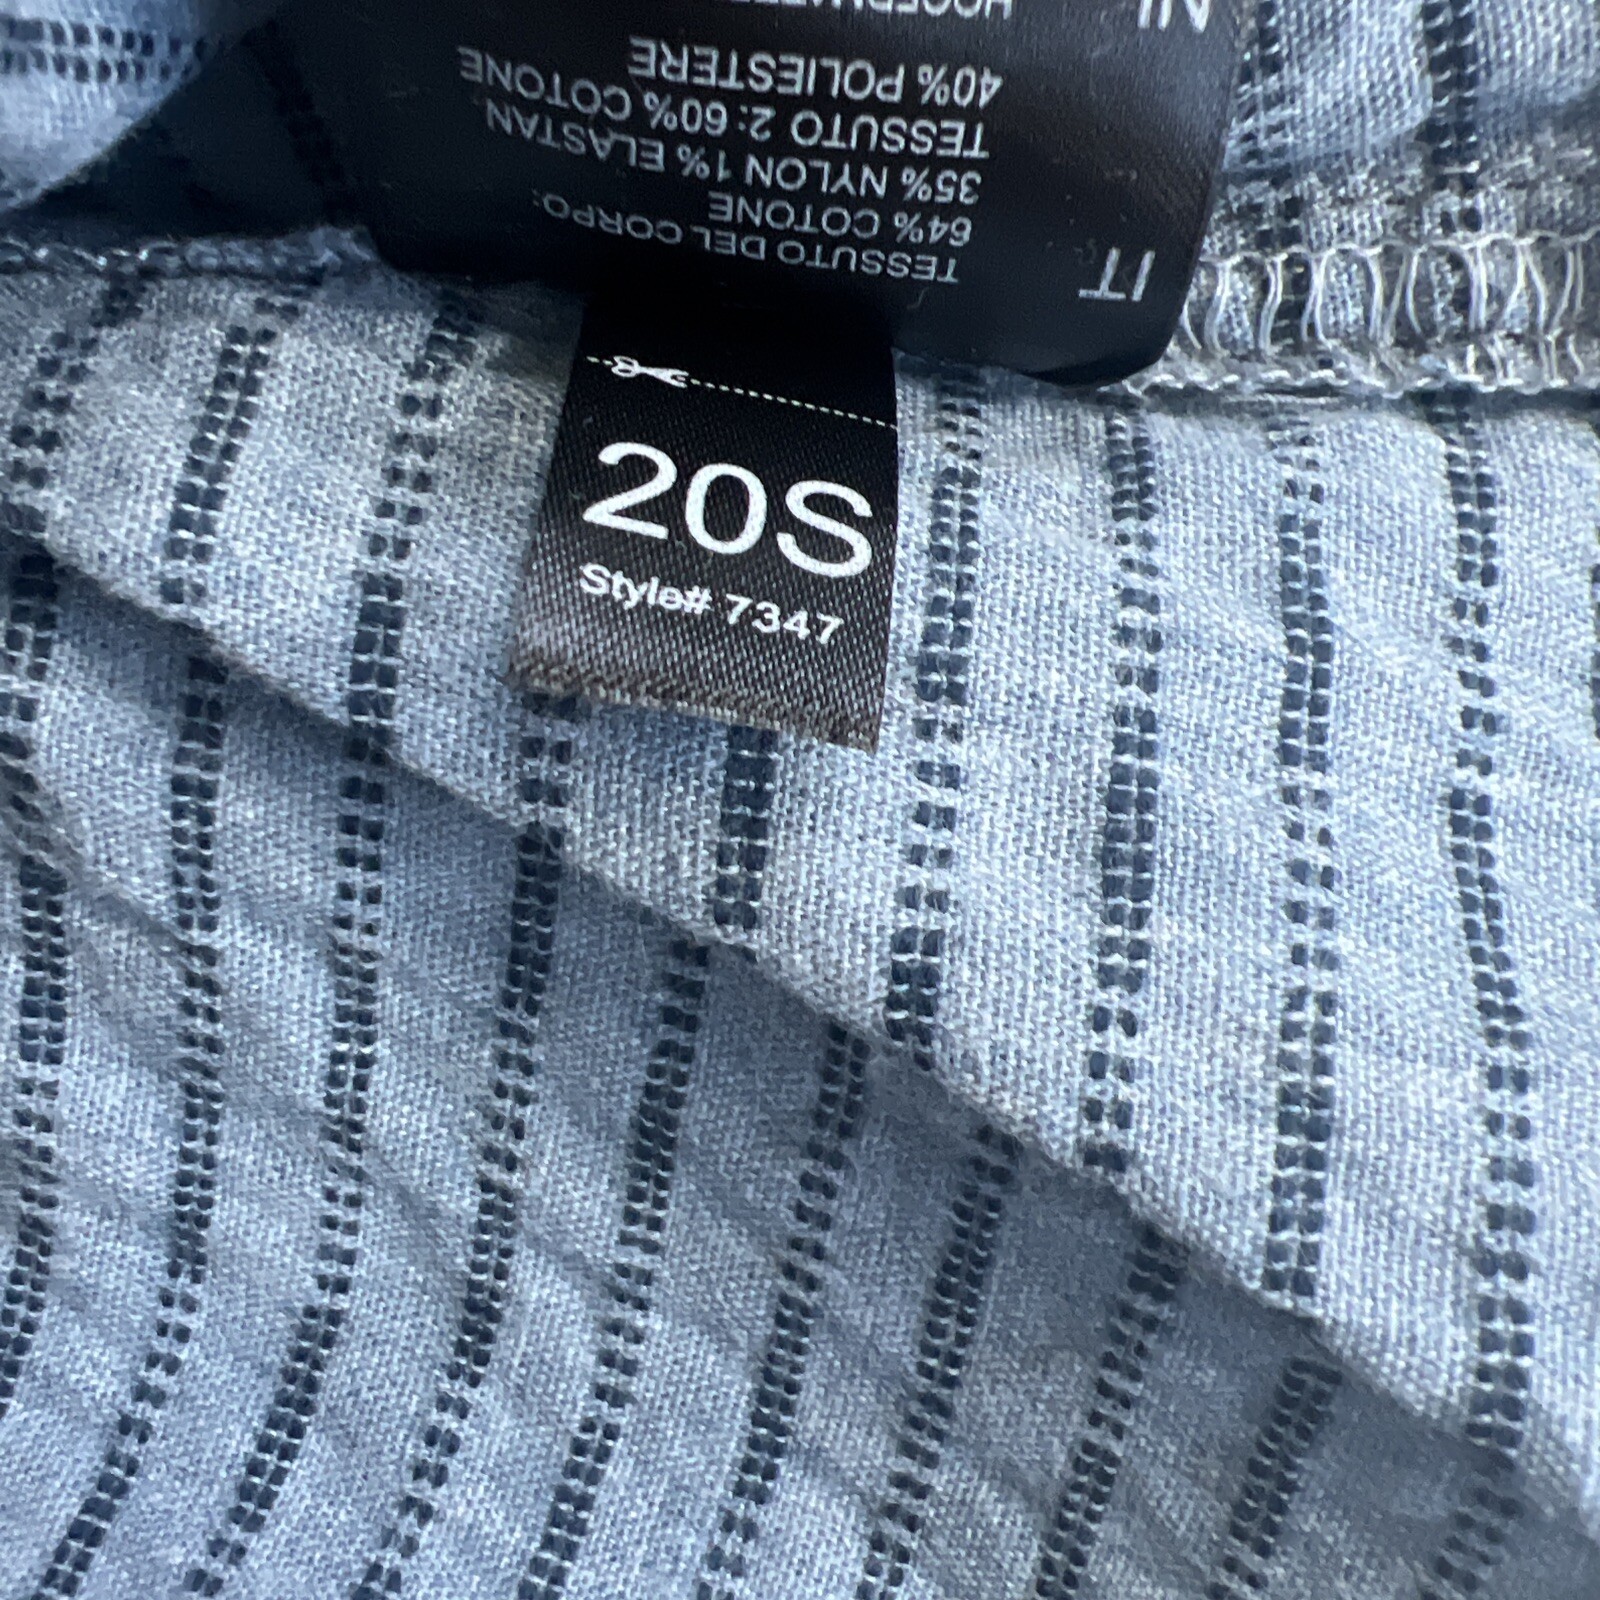 IT
TESSUTO DEL CORPO:
64% COTONE
35% NYLON 1% ELASTAN
TESSUTO 2: 60% COTONE
40% POLIESTERE
NL
20S
Style# 7347